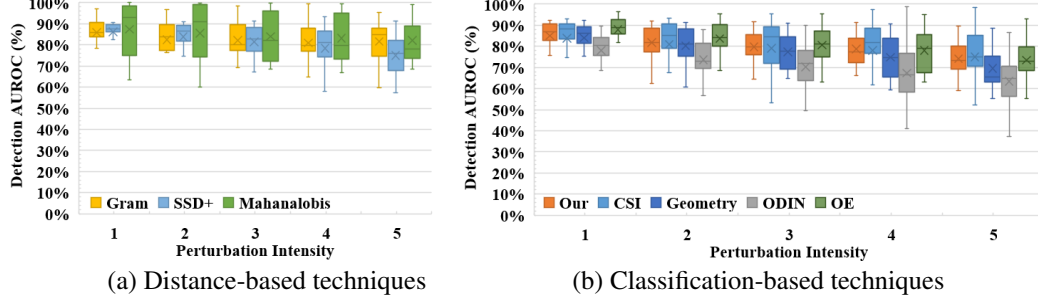 Detection AUROC (%)
100%
90%
80%
70%
60%
50%
40%
30%
20%
10%
0%
Gram SSD+ Mahanalobis
1 2 3 4 5
Perturbation Intensity
(a) Distance-based techniques
Detection AUROC (%)
100%
90%
80%
70%
60%
50%
40%
30%
20%
10%
0%
Our CSI Geometry ODIN OE
1 2 3 4 5
Perturbation Intensity
(b) Classification-based techniques